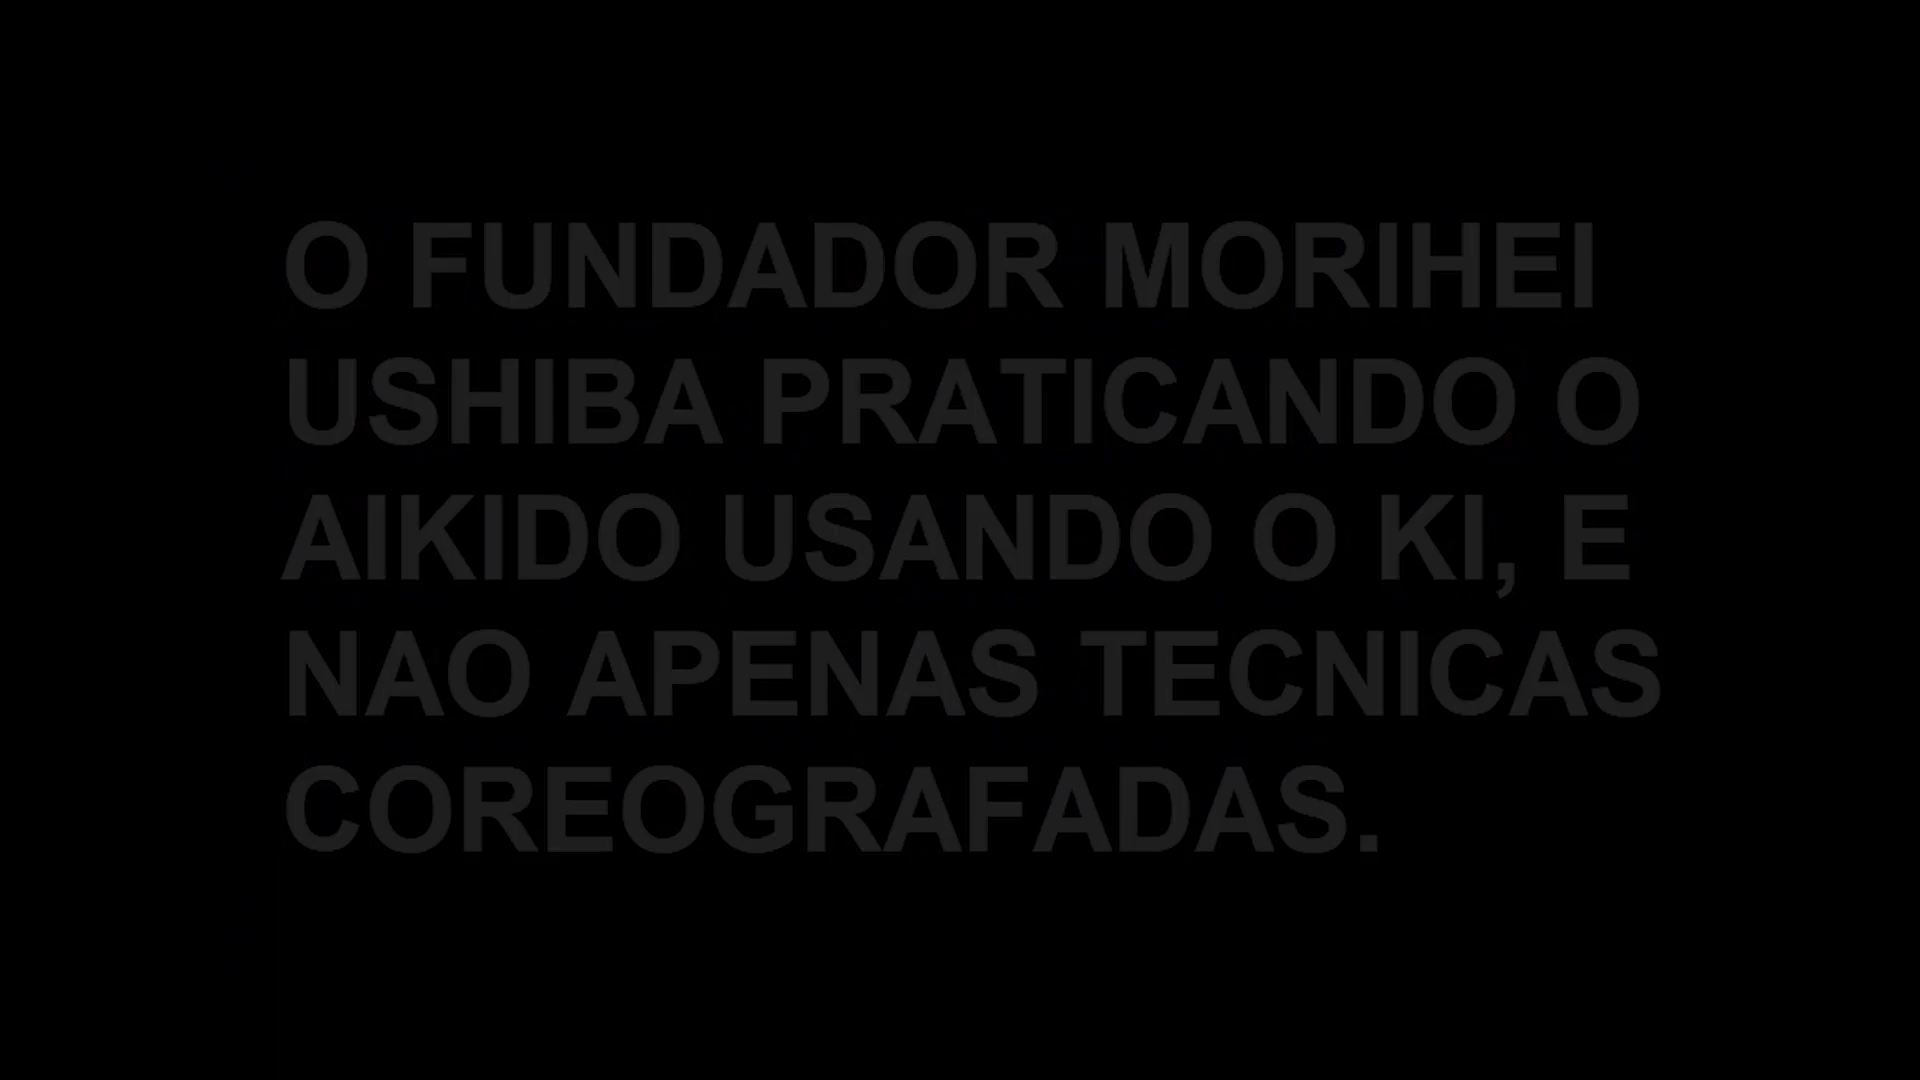 O FUNDADOR MORIHEI
USHIBA PRATICANDO O
AIKIDO USANDO O KI, E
NAO APENAS TECNICAS
COREOGRAFADAS.